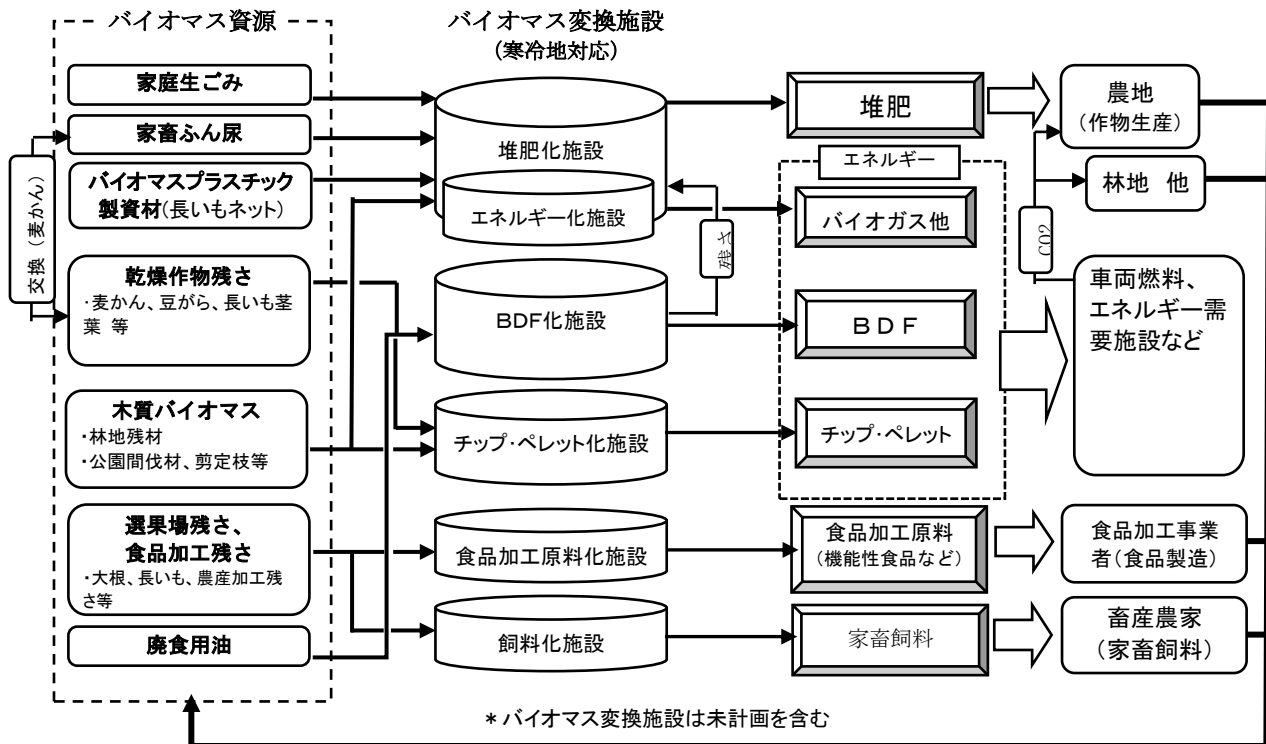 バイオマス資源
バイオマス変換施設
(寒冷地対応)
家庭生ごみ
家畜ふん尿
バイオマスプラスチック
製資材(長いもネット)
交換(麦かん)
乾燥作物残さ
・麦かん、豆がら、長いも茎
葉 等
木質バイオマス
・林地残材
・公園間伐材、剪定枝等
選果場残さ、
食品加工残さ
・大根、長いも、農産加工残
さ等
廃食用油
堆肥化施設
エネルギー化施設
残さ
BDF化施設
チップ・ペレット化施設
食品加工原料化施設
飼料化施設
堆肥
エネルギー
バイオガス他
BDF
チップ・ペレット
食品加工原料
(機能性食品など)
家畜飼料
農地
(作物生産)
林地 他
CO2
車両燃料、
エネルギー需
要施設など
食品加工事業
者(食品製造)
畜産農家
(家畜飼料)
*バイオマス変換施設は未計画を含む